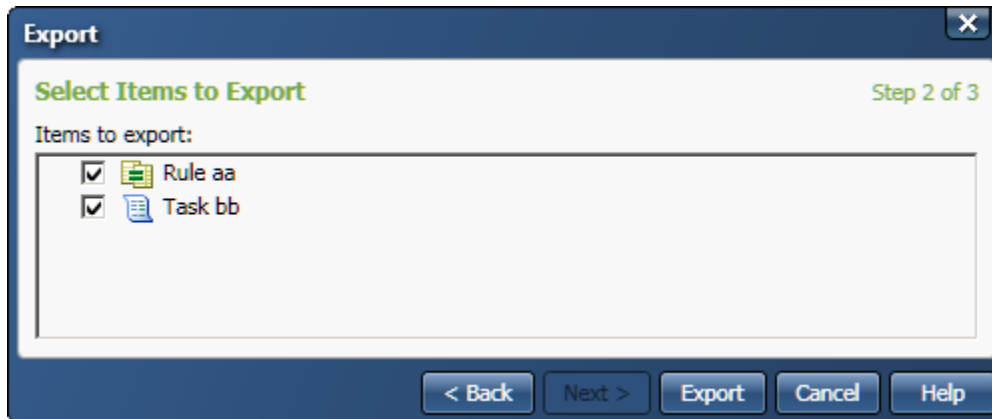 Export
Select Items to Export
Step 2 of 3
Items to export:
Rule aa
Task bb
< Back Next > Export Cancel Help